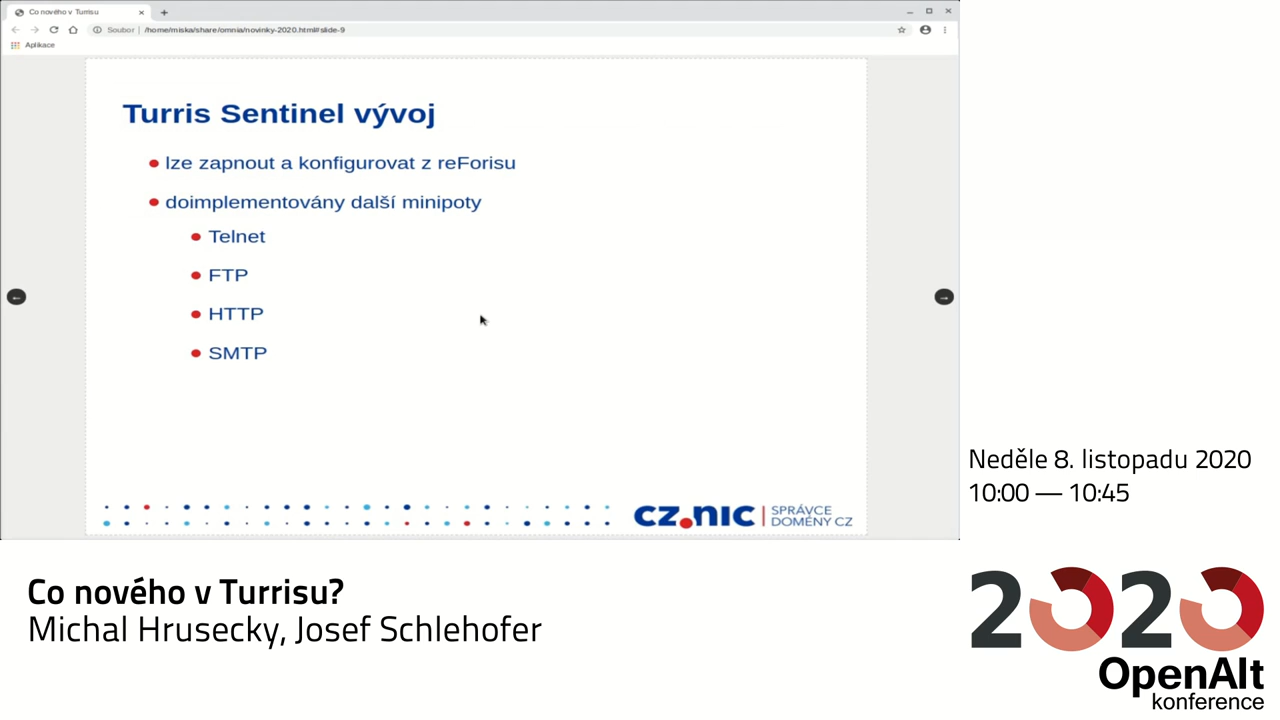 Co nového v Turrisu
Soubor | /home/miska/share/omnia/novinky-2020.html#slide-9
Aplikace
Turris Sentinel vývoj
lze zapnout a konfigurovat z reForisu
doimplementovány další minipoty
Telnet
FTP
HTTP
SMTP
CZ.NIC | SPRÁVCE
DOMÉNY CZ
Neděle 8. listopadu 2020
10:00 — 10:45
Co nového v Turrisu?
Michal Hrusecky, Josef Schlehofer
2020
OpenAlt
konference